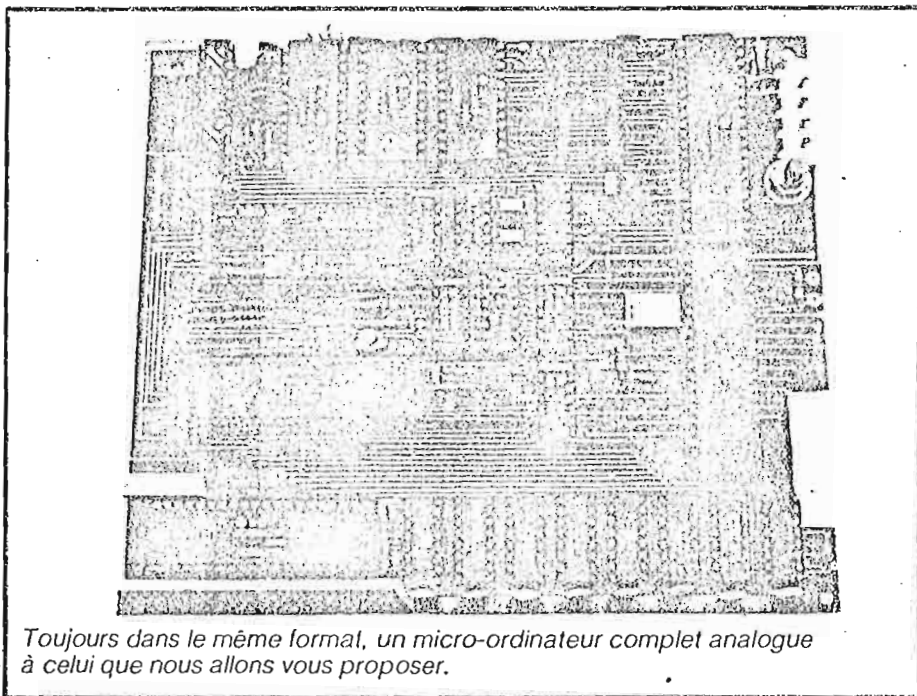 Toujours dans le même format, un micro-ordinateur complet analogue
à celui que nous allons vous proposer.